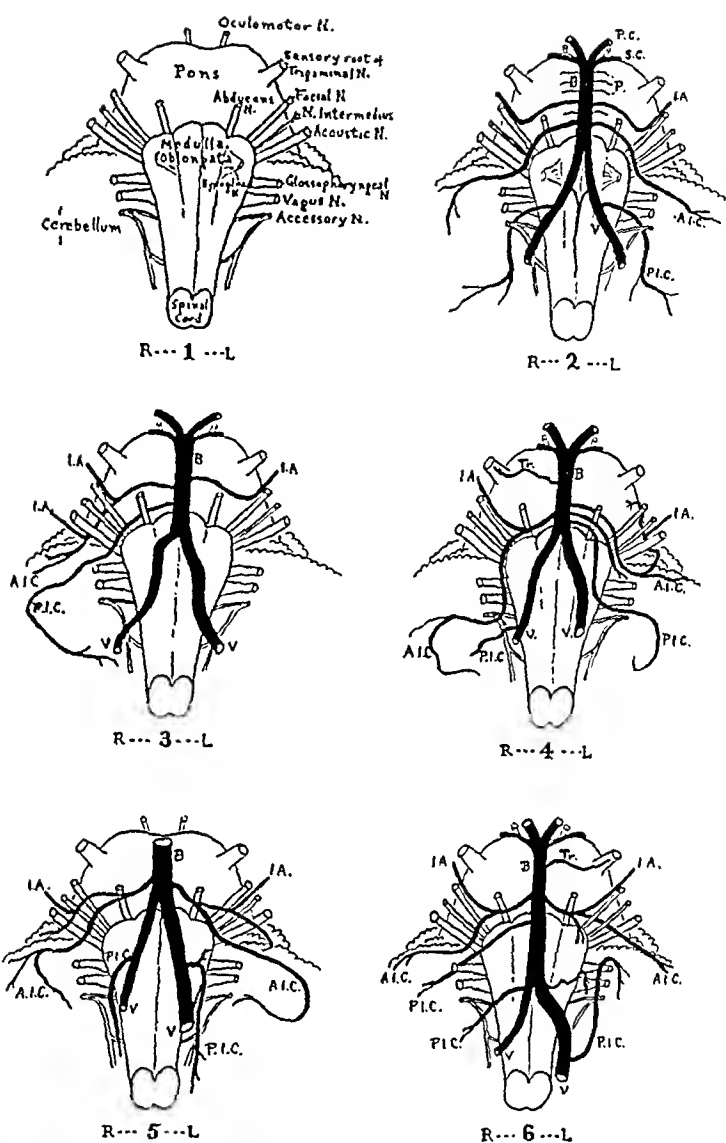 Oculomotor N.
Pons
Sensory root of
Trigeminal N.
Abducens
N.
Facial N
N. Intermedius
Acoustic N.
Medulla
Oblongata
Glossopharyngeal
N
Vagus N.
Accessory N.
Cerebellum
Spinal
Cord
R--- 1 ---L
P.C.
S.C.
B
P.
I.A
A.I.C.
V
P.I.C.
R--- 2 ---L
I.A
B
I.A
I.A.
A.I.C
P.I.C.
V
V
R--- 3 ---L
Tr.
B
I.A.
I.A.
A.I.C.
A.I.C
P.I.C
V.
V.
P.I.C.
R--- 4 ---L
B
I.A.
I.A.
P.I.C
A.I.C.
A.I.C.
V
V
P.I.C.
R--- 5 ---L
B
Tr.
I.A
I.A.
A.I.C.
A.I.C.
P.I.C.
P.I.C.
P.I.C.
V
V
R--- 6 ---L